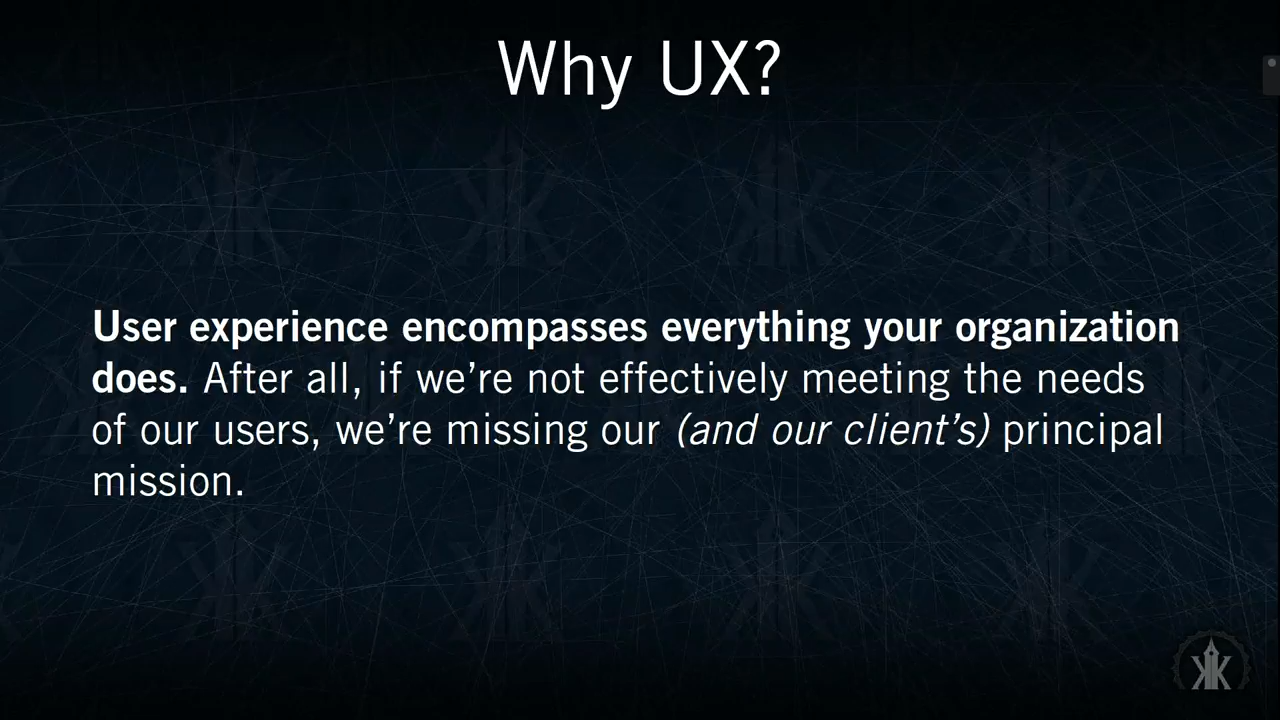 Why UX?
User experience encompasses everything your organization
does. After all, if we’re not effectively meeting the needs
of our users, we’re missing our (and our client’s) principal
mission.